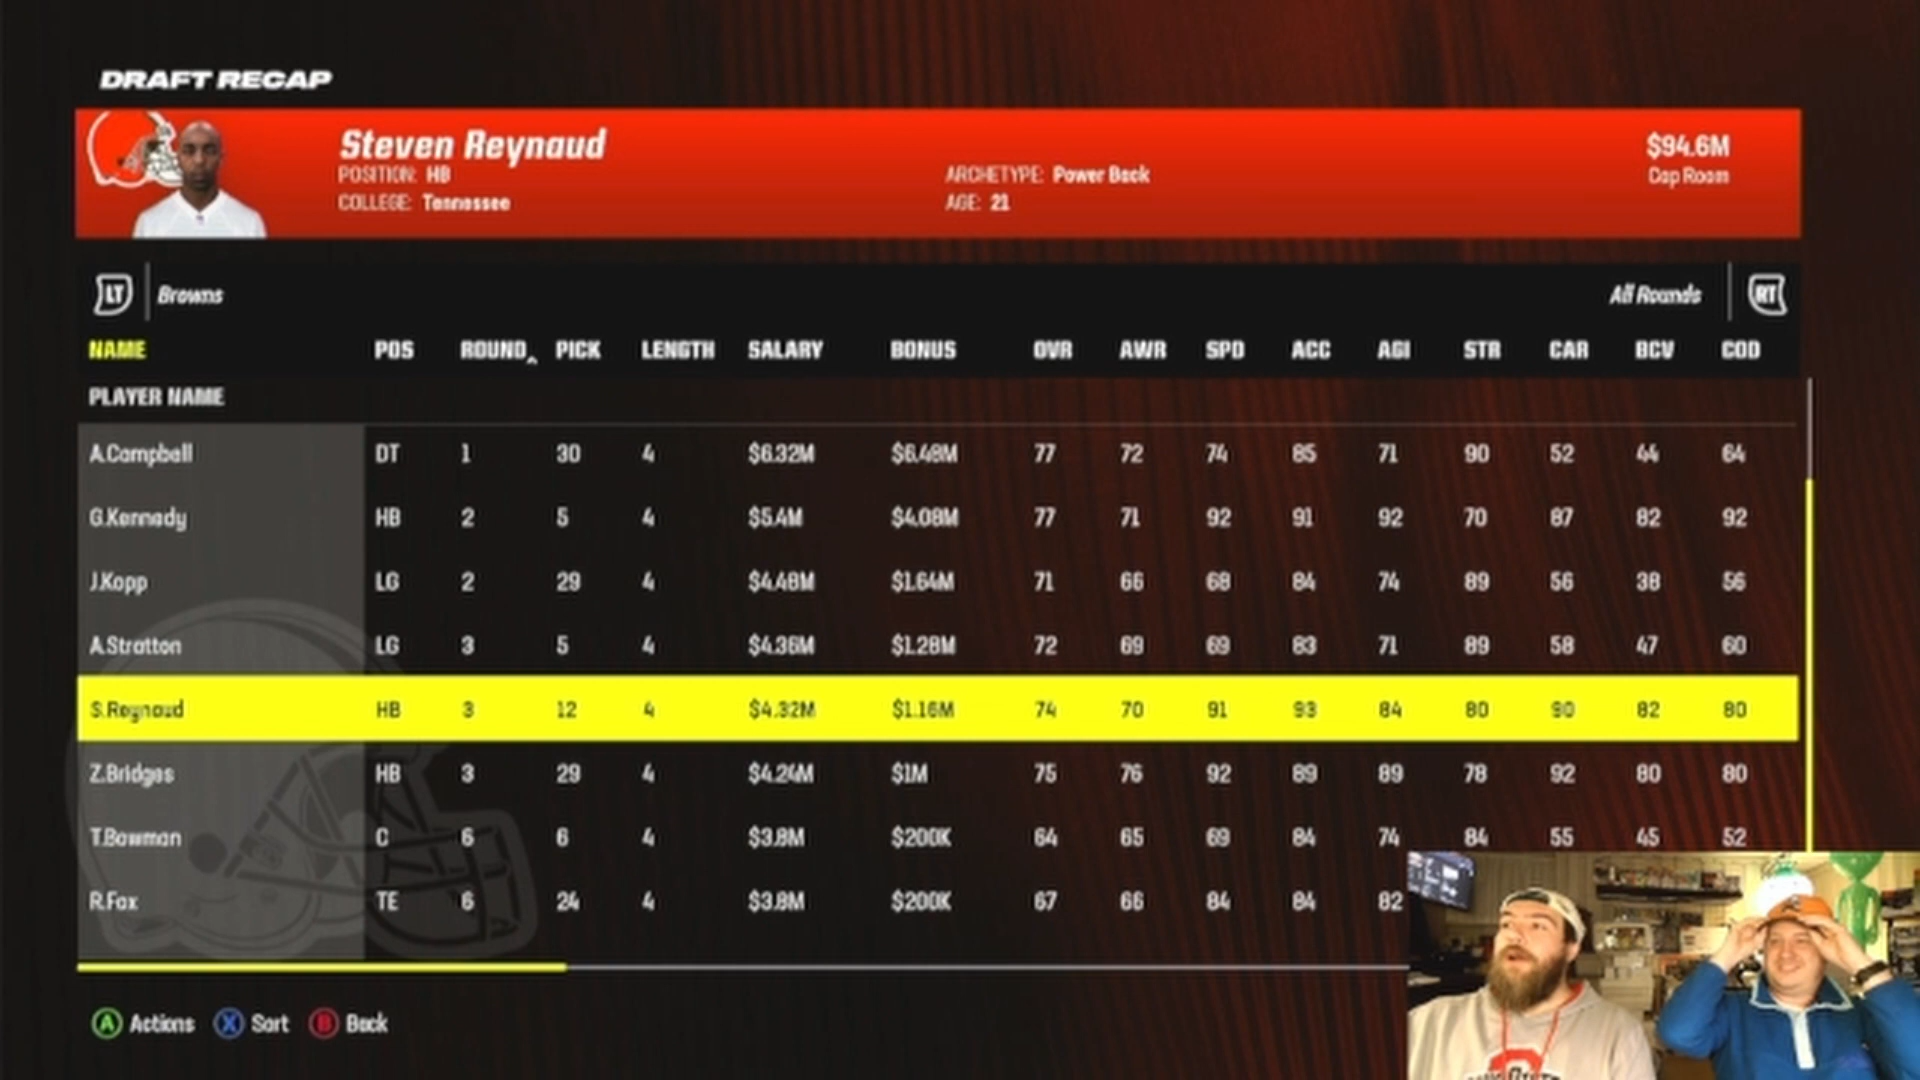 DRAFT RECAP
Steven Reynaud
POSITION: HB
COLLEGE: Tennessee
ARCHETYPE: Power Back
AGE: 21
$94.6M
Cap Room
LT Browns
All Rounds RT
NAME POS ROUND PICK LENGTH SALARY BONUS OVR AWR SPD ACC AGI STR CAR BCV COD
PLAYER NAME
A.Campbell DT 1 30 4 $6.32M $6.48M 77 72 74 85 71 90 52 44 64
G.Kennedy HB 2 5 4 $5.4M $4.08M 77 71 92 91 92 70 87 82 92
J.Kopp LG 2 29 4 $4.48M $1.64M 71 66 68 84 74 89 56 38 56
A.Stratton LG 3 5 4 $4.36M $1.28M 72 69 69 83 71 89 58 47 60
S.Reynaud HB 3 12 4 $4.32M $1.16M 74 70 91 93 84 80 90 82 80
Z.Bridges HB 3 29 4 $4.24M $1M 75 76 92 89 89 78 92 80 80
T.Bowman C 6 6 4 $3.8M $200K 64 65 69 84 74 84 55 45 52
R.Fox TE 6 24 4 $3.8M $200K 67 66 84 84 82
A Actions X Sort B Back